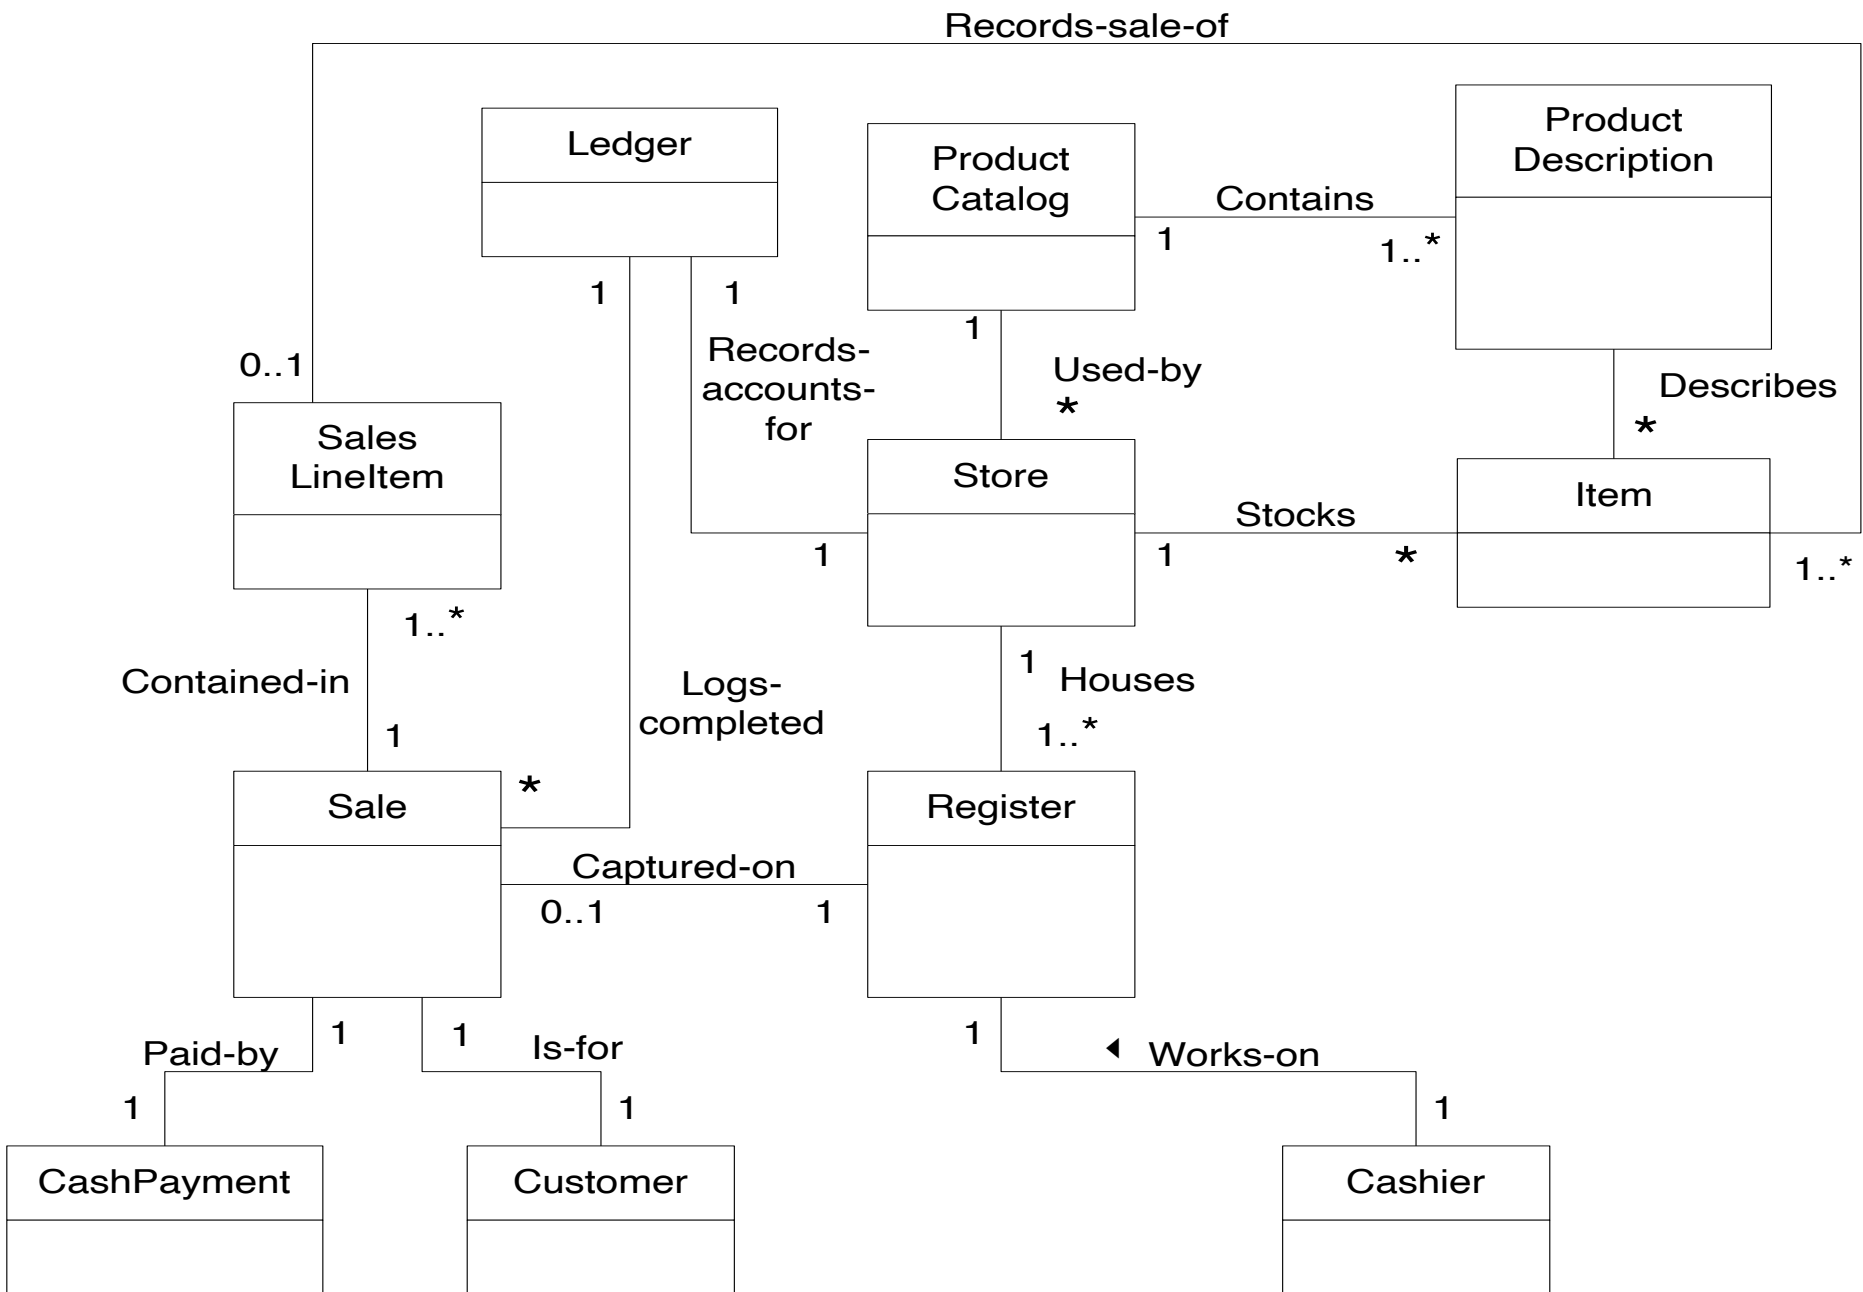 Records-sale-of
Ledger
Product
Catalog
Product
Description
Contains
1
1..*
1
1
1
Records-
accounts-
for
Used-by
*
Describes
*
0..1
Sales
LineItem
Store
Item
Stocks
1
1
*
1..*
1..*
Contained-in
1
Logs-
completed
*
1
Houses
1..*
Sale
Register
Captured-on
0..1
1
1
1
1
Paid-by
Is-for
Works-on
1
1
1
CashPayment
Customer
Cashier